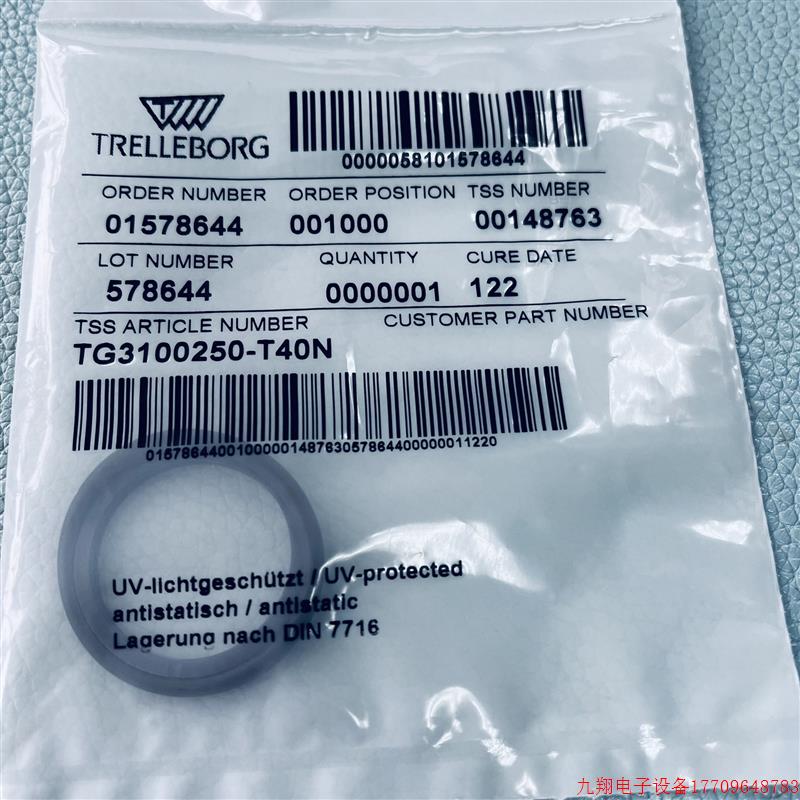 TRELLEBORG
0000058101578644
ORDER NUMBER ORDER POSITION TSS NUMBER
01578644 001000 00148763
LOT NUMBER QUANTITY CURE DATE
578644 0000001 122
TSS ARTICLE NUMBER CUSTOMER PART NUMBER
TG3100250-T40N
015786440010000014876305786440000001​1220
UV-lichtgeschützt / UV-protected
antistatisch / antistatic
Lagerung nach DIN 7716
九翔电子设备17709648783